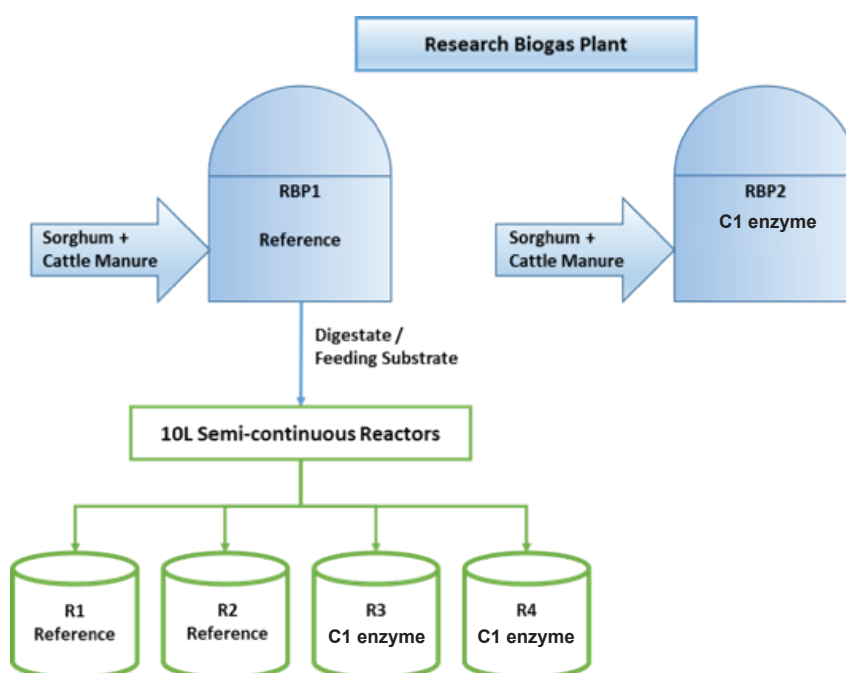 Research Biogas Plant
RBP1
Reference
Sorghum +
Cattle Manure
RBP2
C1 enzyme
Sorghum +
Cattle Manure
Digestate /
Feeding Substrate
10L Semi-continuous Reactors
R1
Reference
R2
Reference
R3
C1 enzyme
R4
C1 enzyme